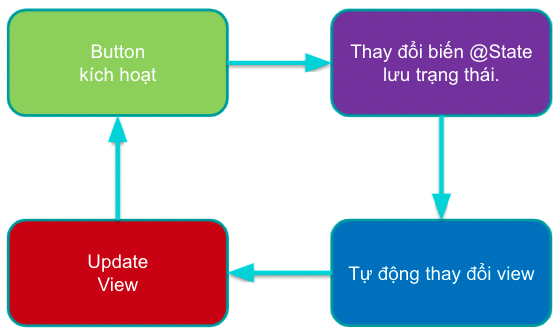 Button
kích hoạt
Thay đổi biến @State
lưu trạng thái.
Tự động thay đổi view
Update
View